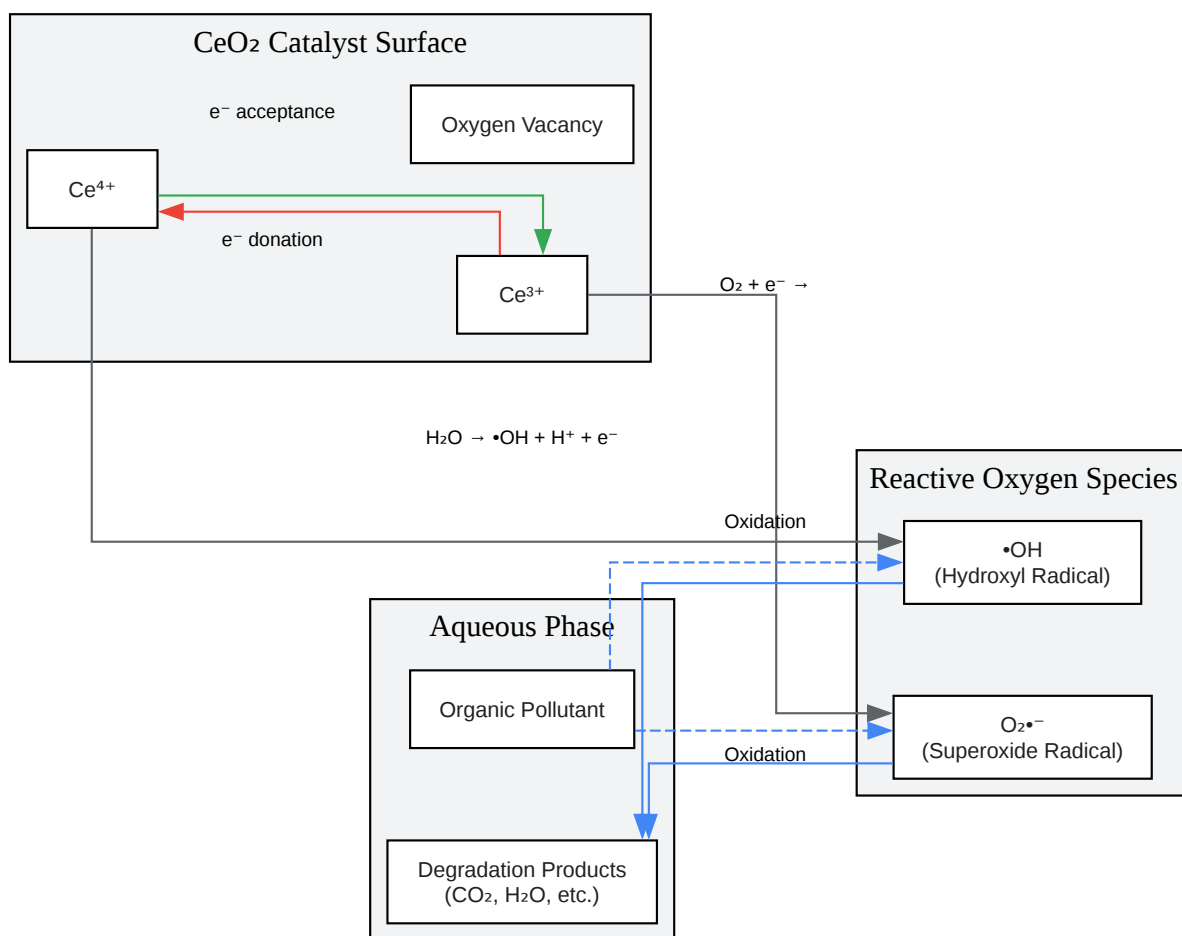 CeO₂ Catalyst Surface
e⁻ acceptance
Oxygen Vacancy
Ce⁴⁺
e⁻ donation
Ce³⁺
O₂ + e⁻ →
H₂O → •OH + H⁺ + e⁻
Reactive Oxygen Species
Oxidation
•OH
(Hydroxyl Radical)
Aqueous Phase
Organic Pollutant
O₂•⁻
(Superoxide Radical)
Oxidation
Degradation Products
(CO₂, H₂O, etc.)